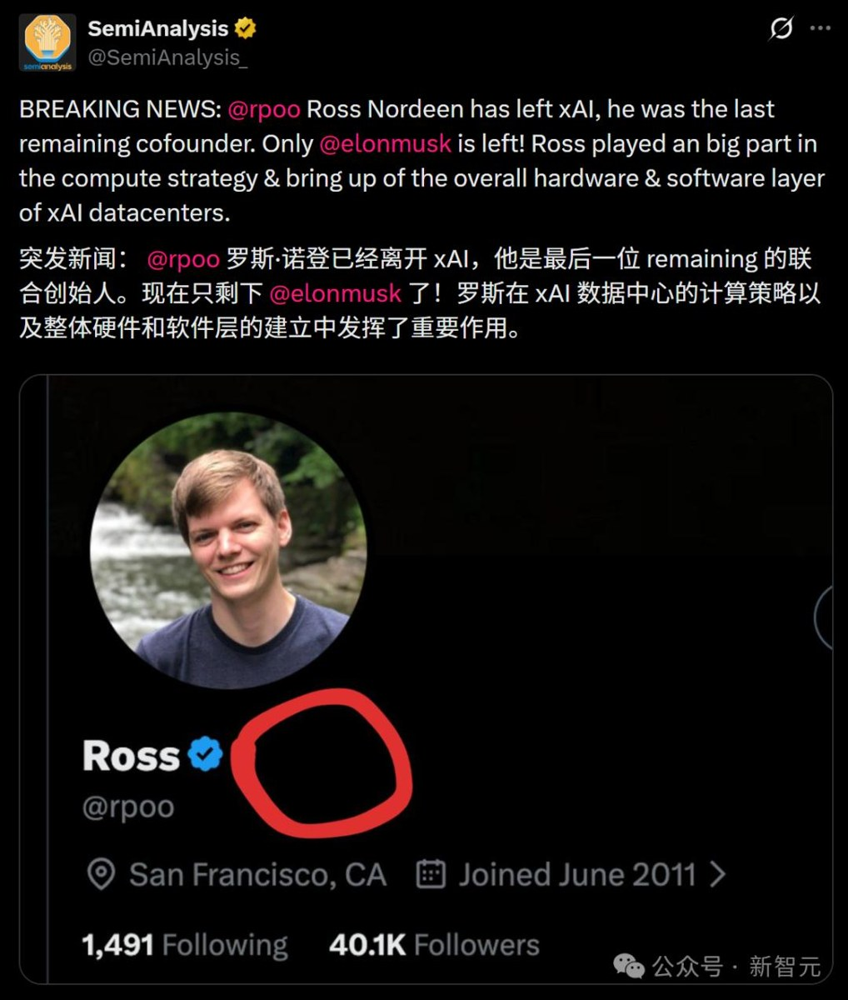 SemiAnalysis
@SemiAnalysis_
semianalysis
BREAKING NEWS: @rpoo Ross Nordeen has left xAI, he was the last
remaining cofounder. Only @elonmusk is left! Ross played an big part in
the compute strategy & bring up of the overall hardware & software layer
of xAI datacenters.
突发新闻： @rpoo 罗斯·诺登已经离开 xAI，他是最后一位 remaining 的联
合创始人。现在只剩下 @elonmusk 了！罗斯在 xAI 数据中心的计算策略以
及整体硬件和软件层的建立中发挥了重要作用。
Ross
@rpoo
San Francisco, CA Joined June 2011
1,491 Following 40.1K Followers
公众号 · 新智元